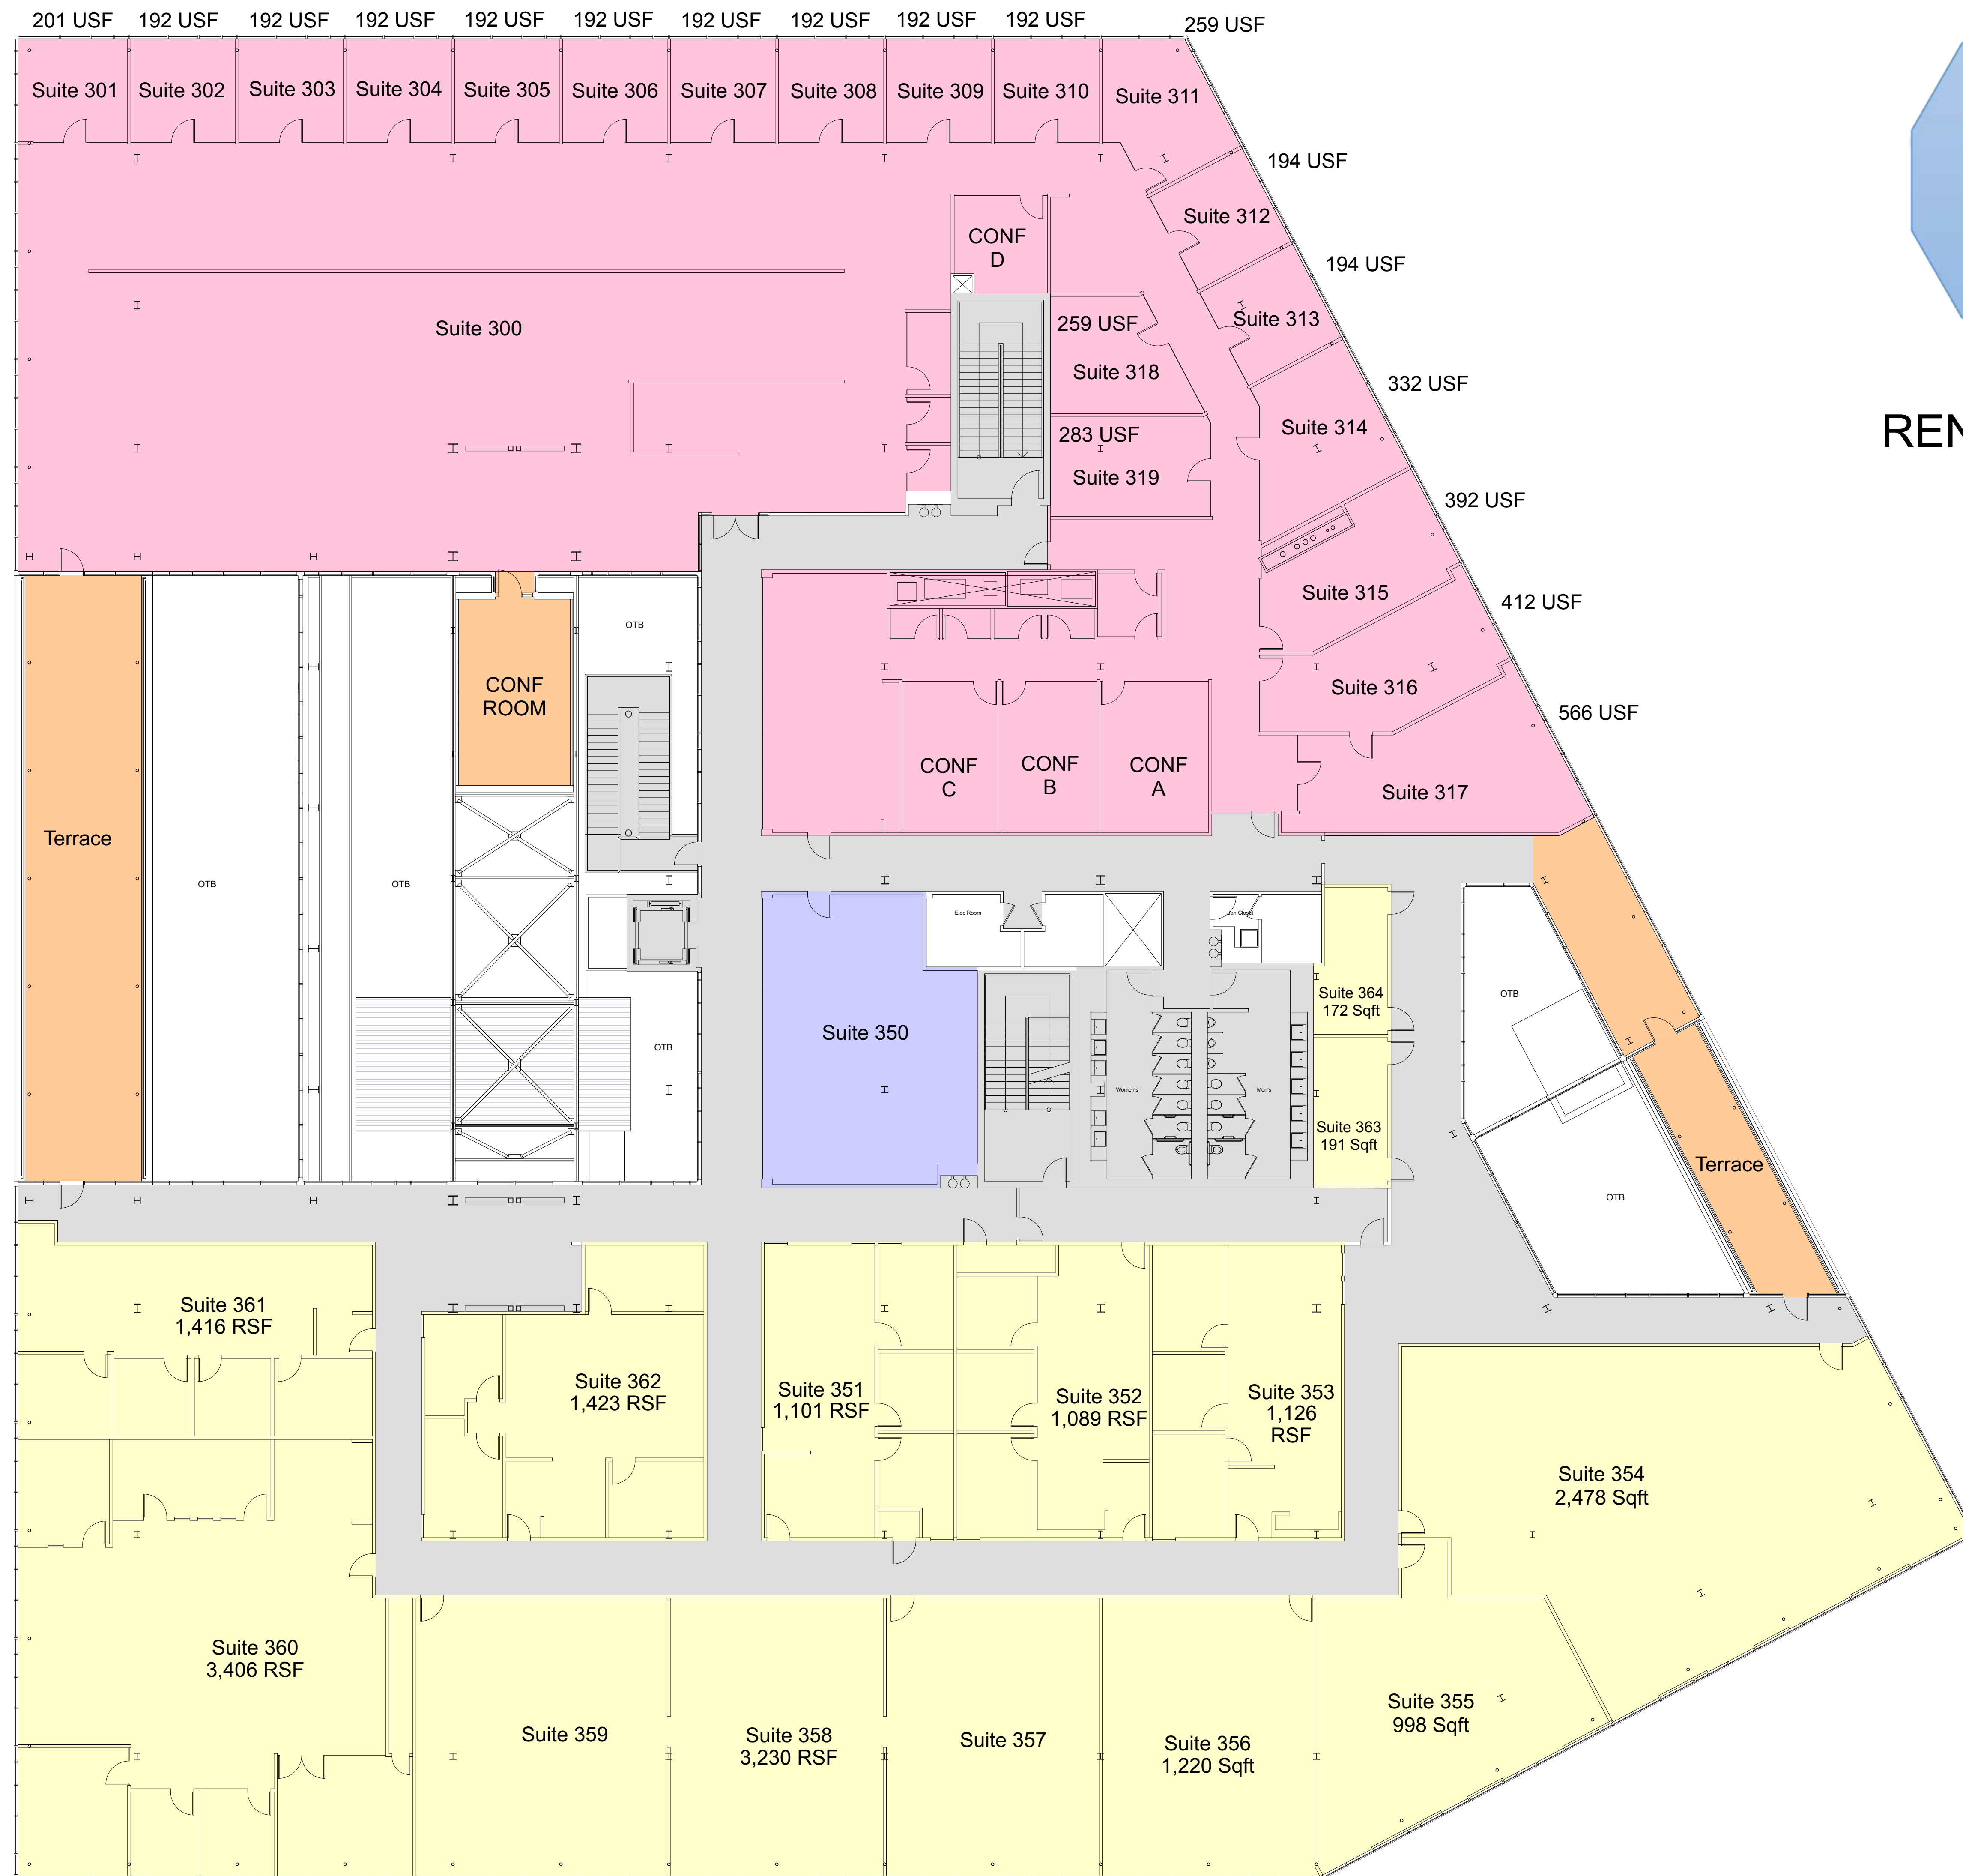 201 USF
192 USF
192 USF
192 USF
192 USF
192 USF
192 USF
192 USF
192 USF
192 USF
259 USF
Suite 301
Suite 302
Suite 303
Suite 304
Suite 305
Suite 306
Suite 307
Suite 308
Suite 309
Suite 310
Suite 311
194 USF
Suite 312
CONF
D
194 USF
Suite 313
Suite 300
259 USF
Suite 318
332 USF
Suite 314
REN
283 USF
Suite 319
392 USF
Suite 315
412 USF
OTB
CONF
ROOM
Suite 316
566 USF
CONF
C
CONF
B
CONF
A
Suite 317
Terrace
OTB
OTB
Elec Room
Jan Closet
Suite 364
172 Sqft
OTB
Suite 350
OTB
Women's
Men's
Suite 363
191 Sqft
Terrace
OTB
Suite 361
1,416 RSF
Suite 362
1,423 RSF
Suite 351
1,101 RSF
Suite 352
1,089 RSF
Suite 353
1,126
RSF
Suite 354
2,478 Sqft
Suite 360
3,406 RSF
Suite 359
Suite 358
3,230 RSF
Suite 357
Suite 356
1,220 Sqft
Suite 355
998 Sqft